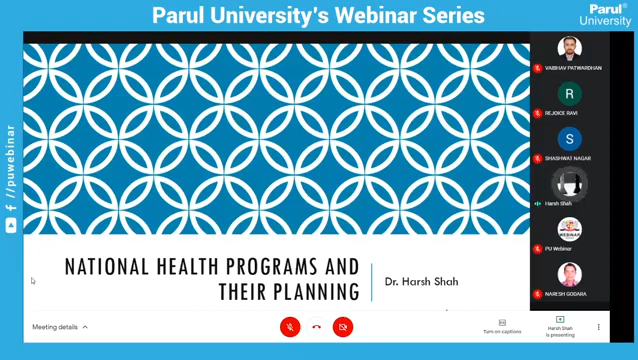 Parul University's Webinar Series
Parul®
University
f //puwebinar
VAIBHAV PATWARDHAN
R
REJOICE RAVI
S
SHASHWAT NAGAR
Harsh Shah
WEBINAR
PU Webinar
NARESH GODARA
NATIONAL HEALTH PROGRAMS AND
THEIR PLANNING
Dr. Harsh Shah
Meeting details
Turn on captions
Harsh Shah
is presenting